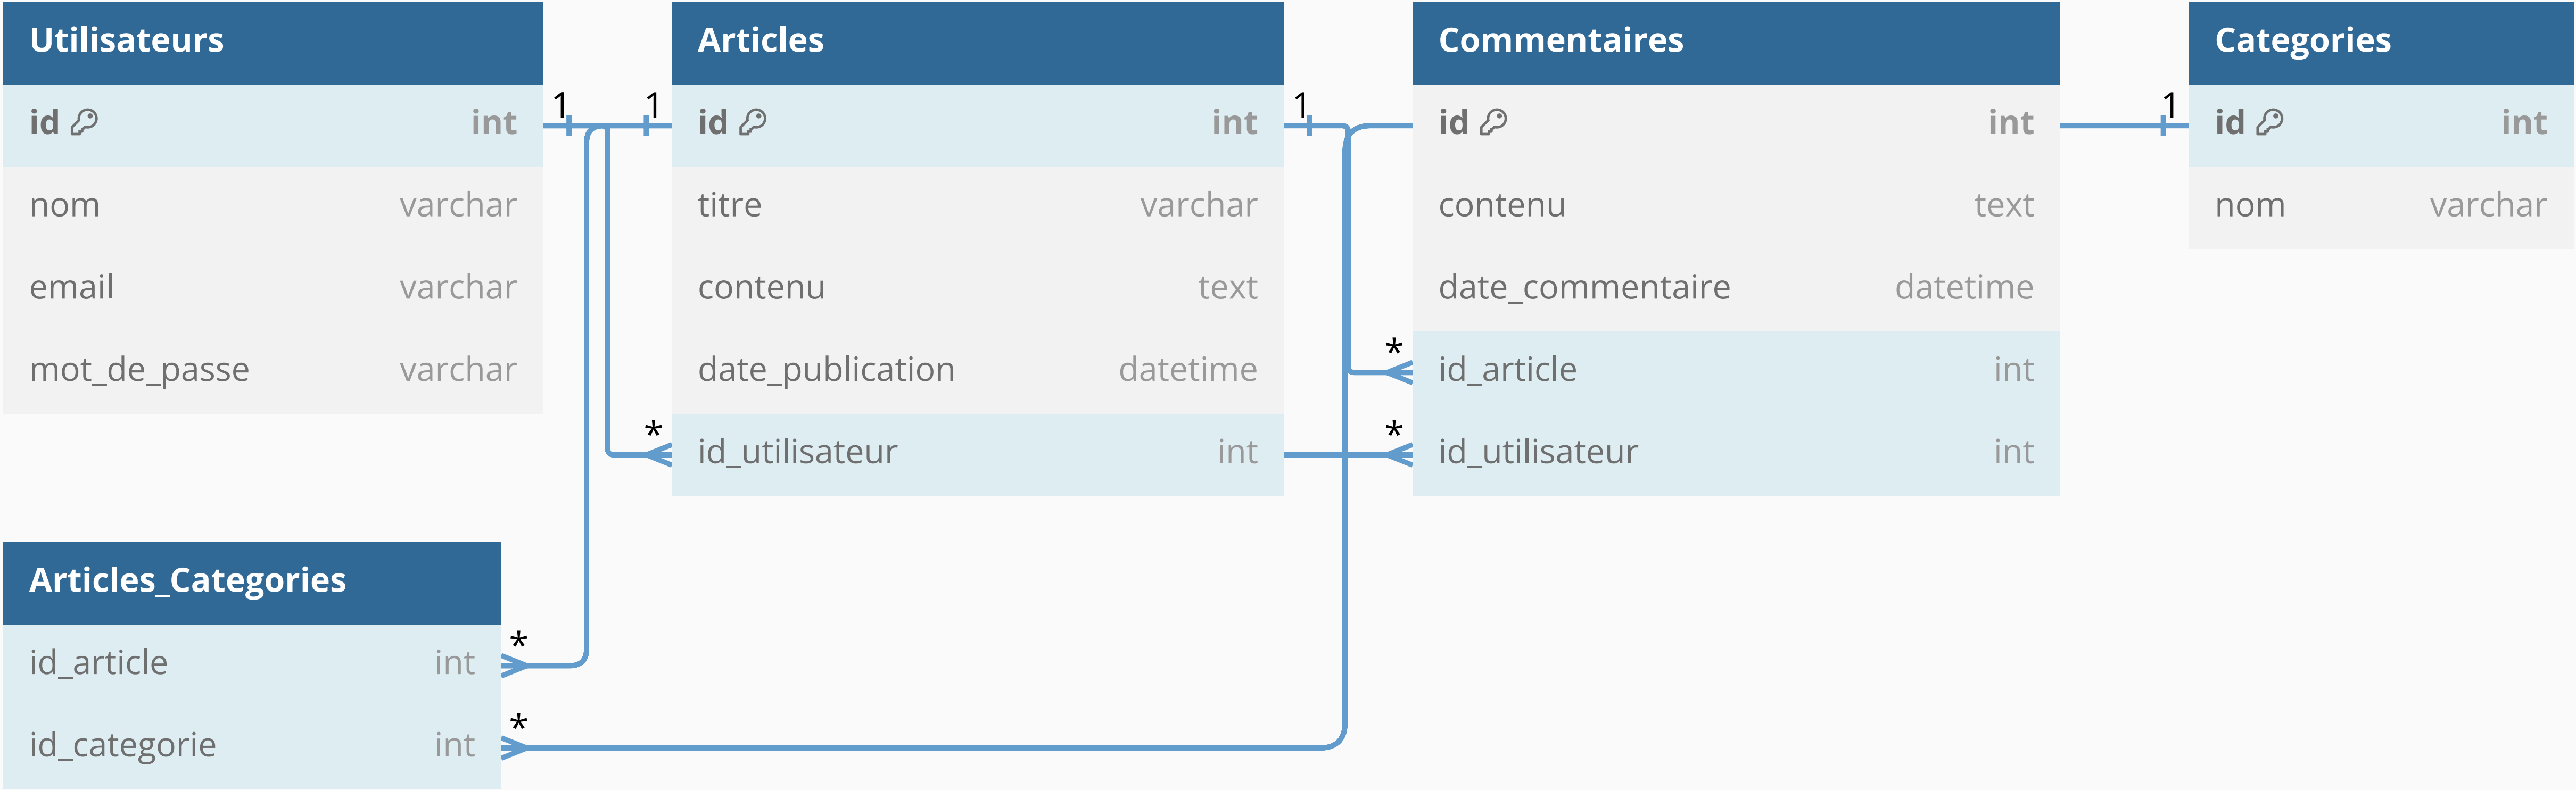 Utilisateurs
id int
nom varchar
email varchar
mot_de_passe varchar
Articles
id int
titre varchar
contenu text
date_publication datetime
id_utilisateur int
Commentaires
id int
contenu text
date_commentaire datetime
id_article int
id_utilisateur int
Categories
id int
nom varchar
Articles_Categories
id_article int
id_categorie int
1
1
1
1
*
*
*
*
*